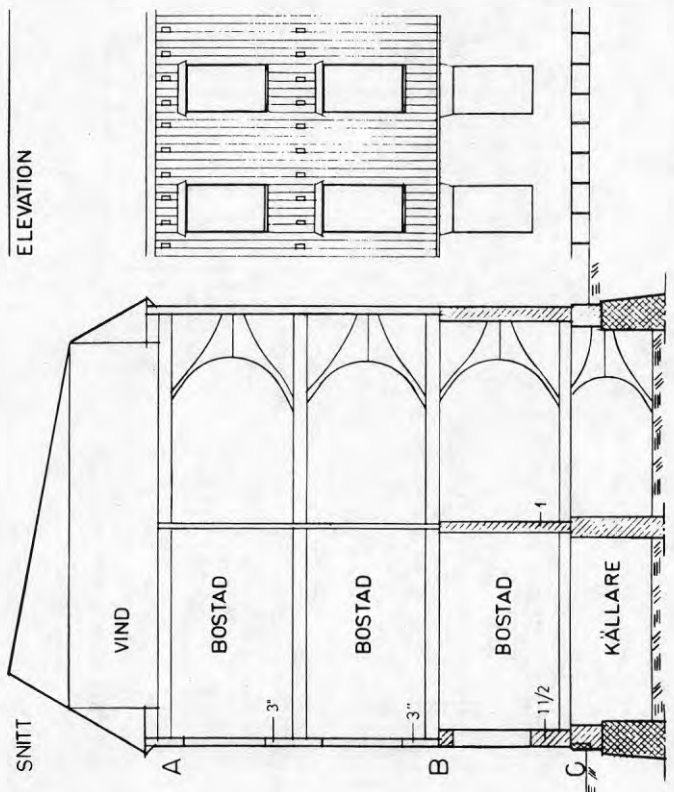 ELEVATION
SNITT
VIND
A
BOSTAD
3"
BOSTAD
3"
B
BOSTAD
1 1/2
1
C
KÄLLARE